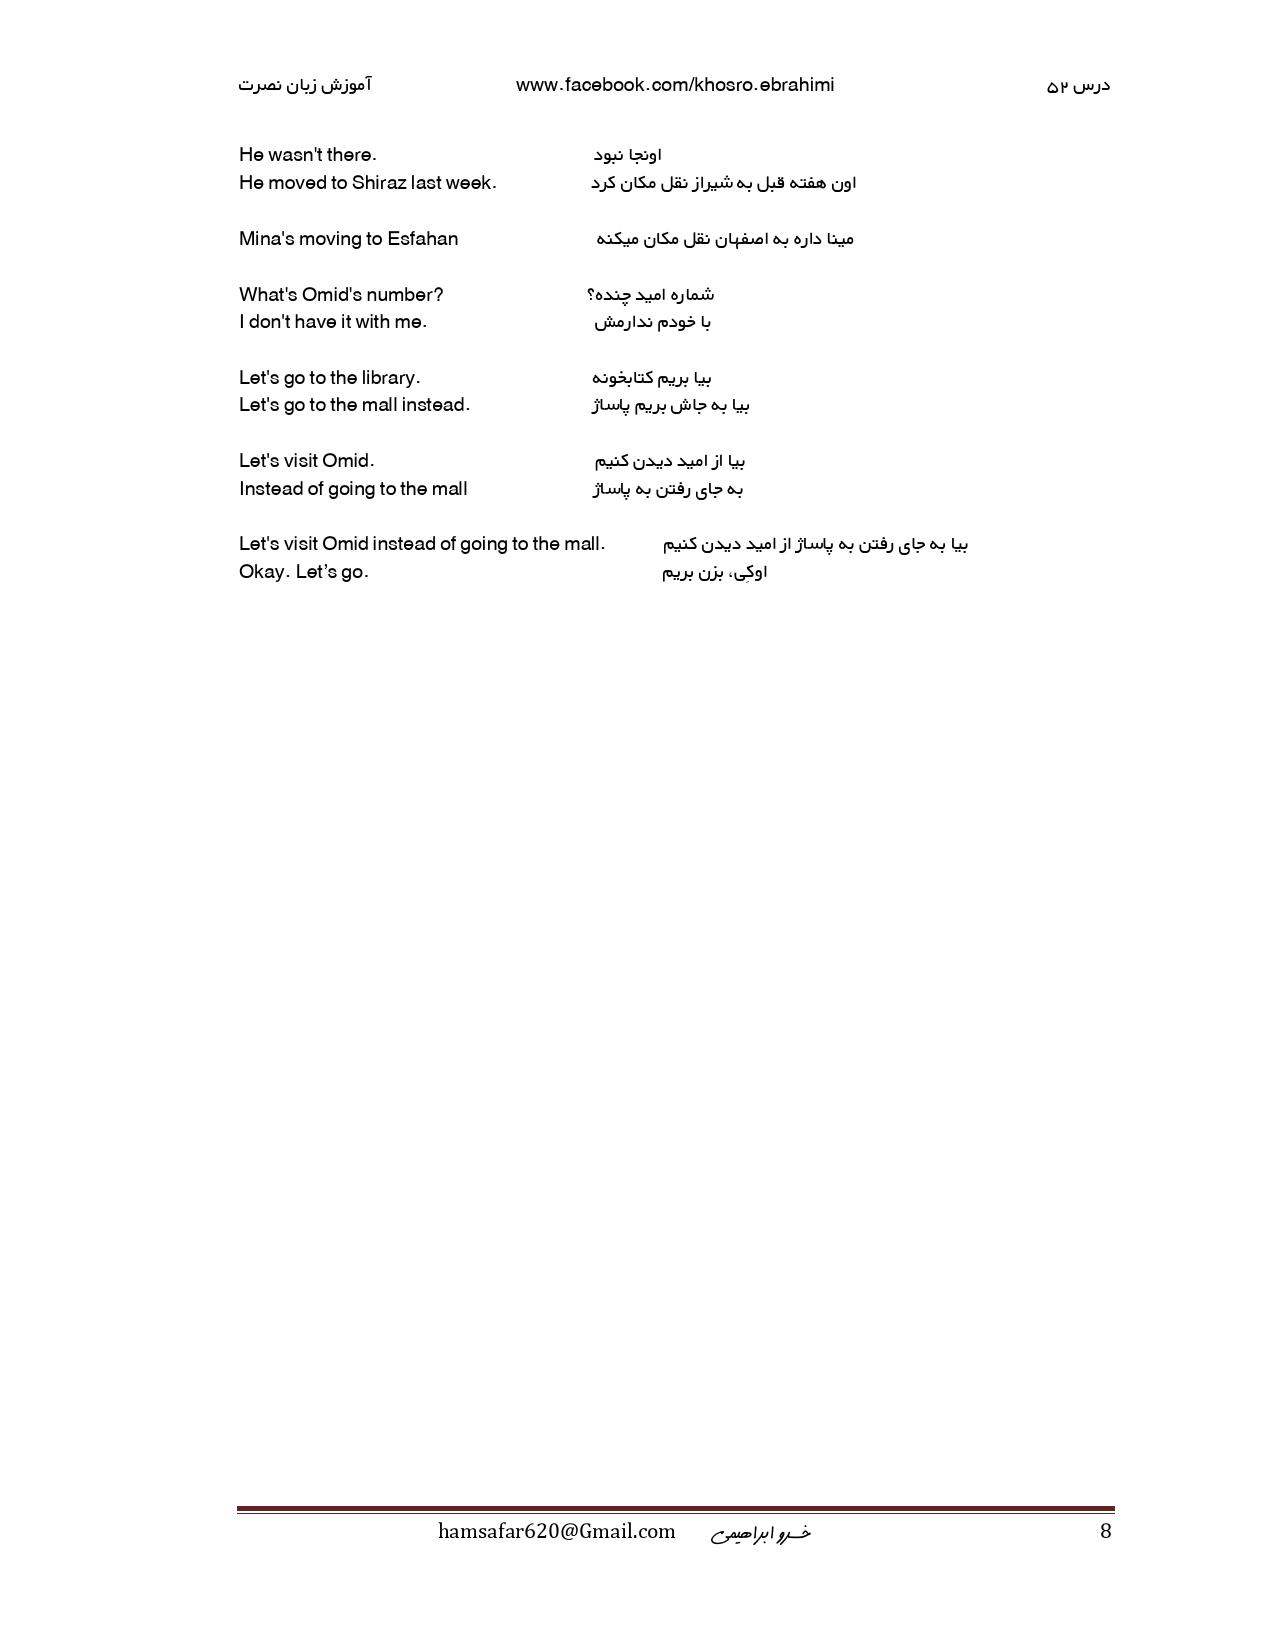 آموزش زبان نصرت www.facebook.com/khosro.ebrahimi درس ۵۲
He wasn't there. اونجا نبود
He moved to Shiraz last week. اون هفته قبل به شیراز نقل مکان کرد
Mina's moving to Esfahan مینا داره به اصفهان نقل مکان میکنه
What's Omid's number? شماره امید چنده؟
I don't have it with me. با خودم ندارمش
Let's go to the library. بیا بریم کتابخونه
Let's go to the mall instead. بیا به جاش بریم پاساژ
Let's visit Omid. بیا از امید دیدن کنیم
Instead of going to the mall به جای رفتن به پاساژ
Let's visit Omid instead of going to the mall. بیا به جای رفتن به پاساژ از امید دیدن کنیم
Okay. Let’s go. اوکِی، بزن بریم
hamsafar620@Gmail.com خسرو ابراهیمی 8